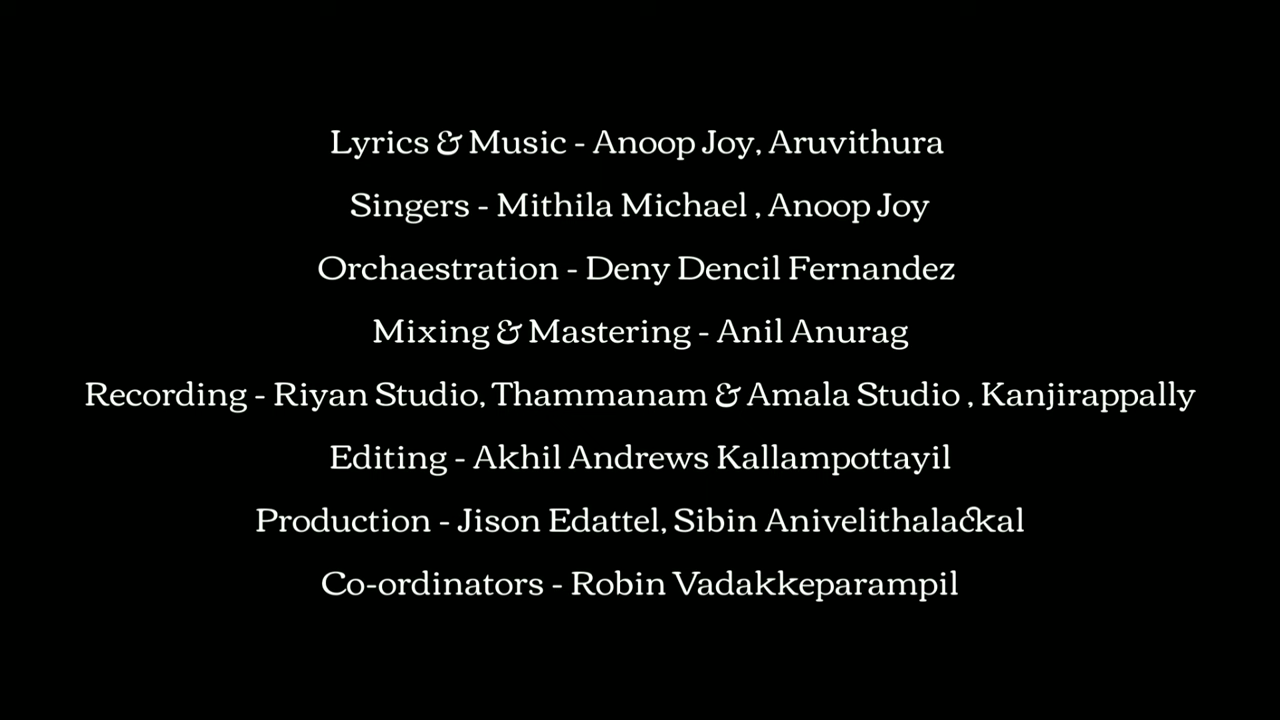 Lyrics & Music - Anoop Joy, Aruvithura
Singers - Mithila Michael , Anoop Joy
Orchaestration - Deny Dencil Fernandez
Mixing & Mastering - Anil Anurag
Recording - Riyan Studio, Thammanam & Amala Studio , Kanjirappally
Editing - Akhil Andrews Kallampottayil
Production - Jison Edattel, Sibin Anivelithalackal
Co-ordinators - Robin Vadakkeparampil